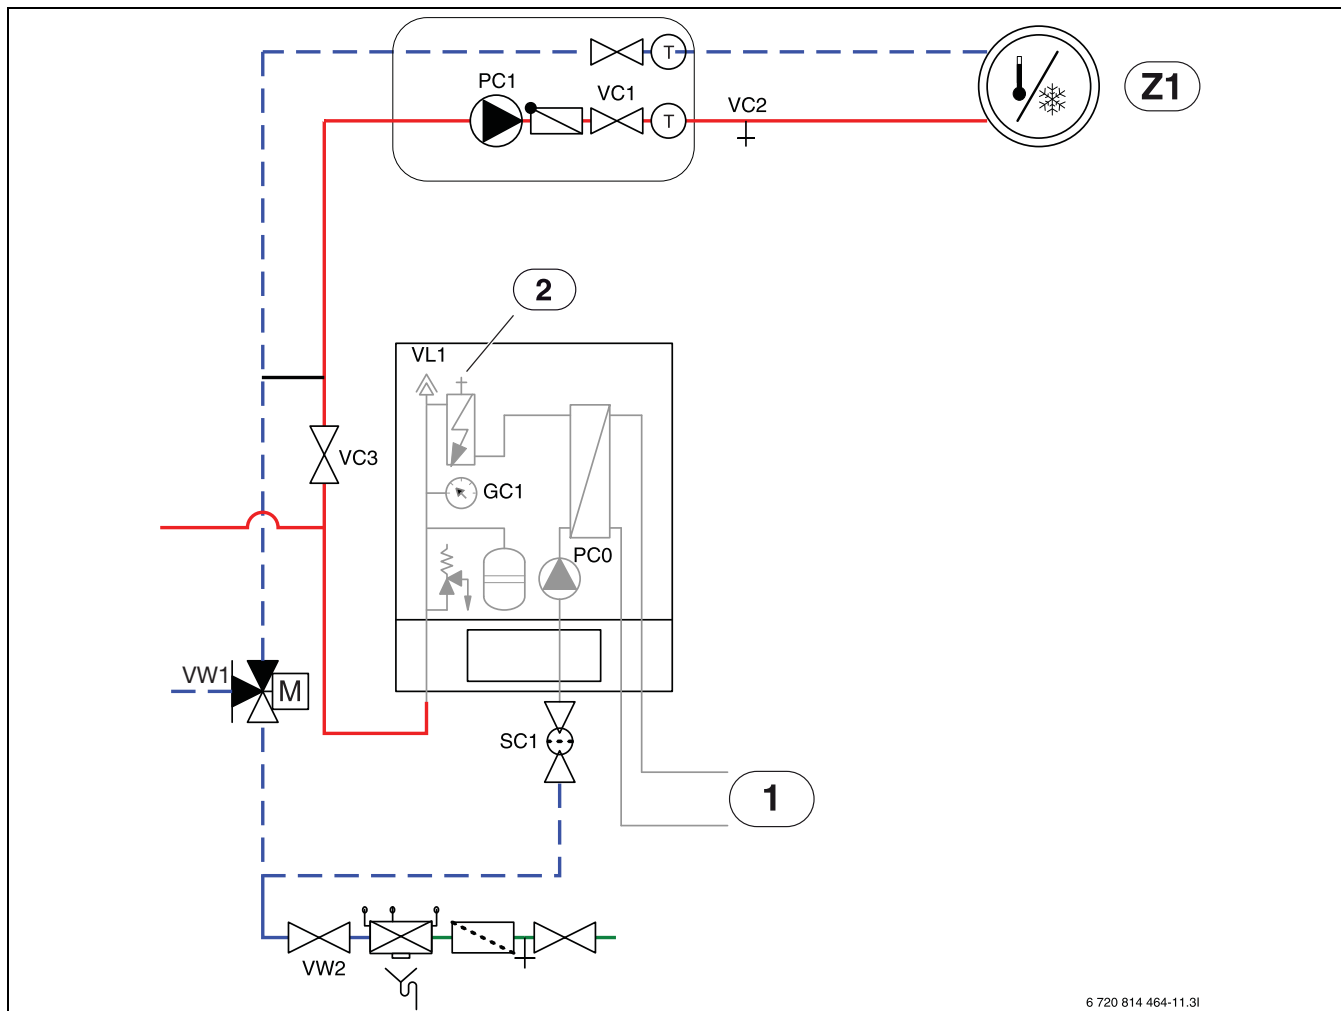 T
PC1
VC1
T
VC2
Z1
2
VL1
VC3
GC1
PC0
VW1
M
SC1
1
VW2
6 720 814 464-11.3I